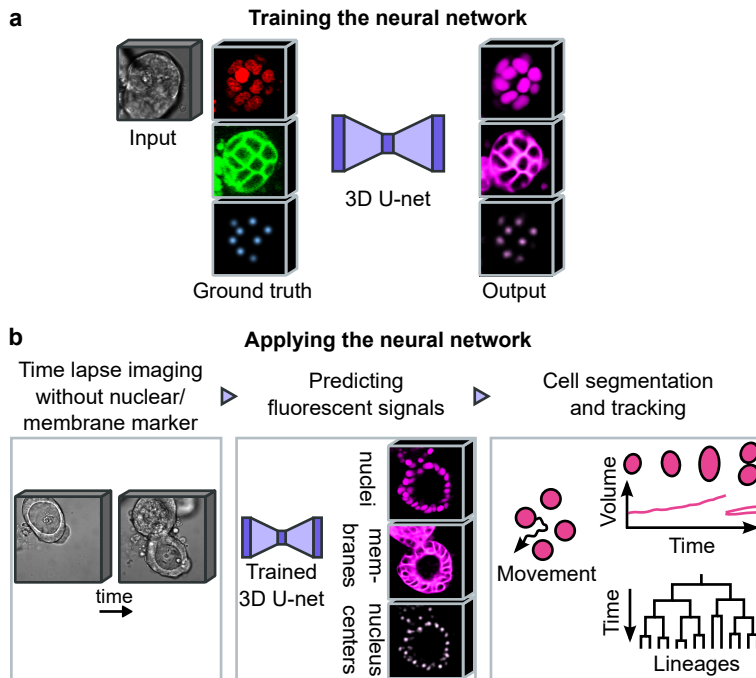 a
Training the neural network
Input
Ground truth
3D U-net
Output
b
Applying the neural network
Time lapse imaging
without nuclear/
membrane marker
Predicting
fluorescent signals
Cell segmentation
and tracking
time
Trained
3D U-net
nuclei
mem-
branes
nucleus
centers
Movement
Volume
Time
Time
Lineages